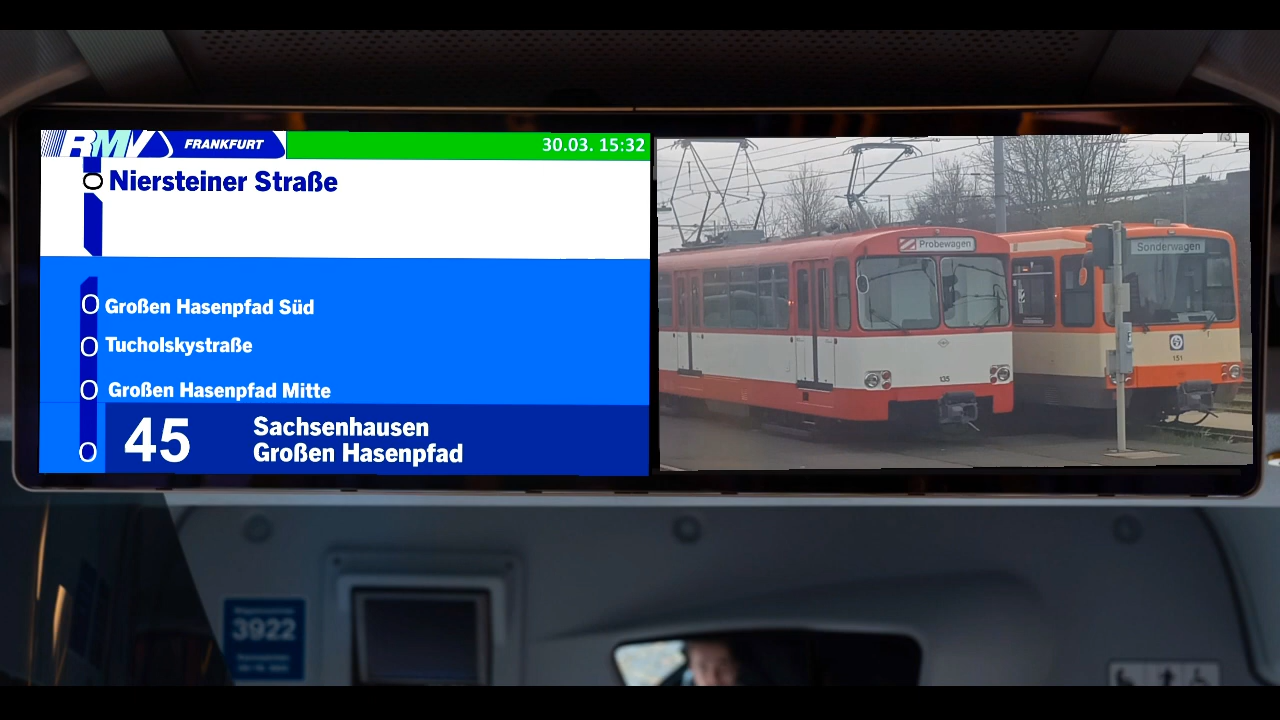 RMV FRANKFURT
30.03. 15:32
Niersteiner Straße
Großen Hasenpfad Süd
Tucholskystraße
Großen Hasenpfad Mitte
45
Sachsenhausen
Großen Hasenpfad
Probewagen
135
Sonderwagen
151
3922